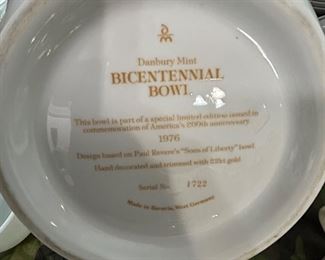 Danbury Mint
BICENTENNIAL
BOWL
This bowl is part of a special limited edition issued in
commemoration of America's 200th anniversary
1976
Design based on Paul Revere's "Sons of Liberty" bowl.
Hand decorated and trimmed with 22kt gold
Serial No. 1722
Made in Bavaria, West Germany